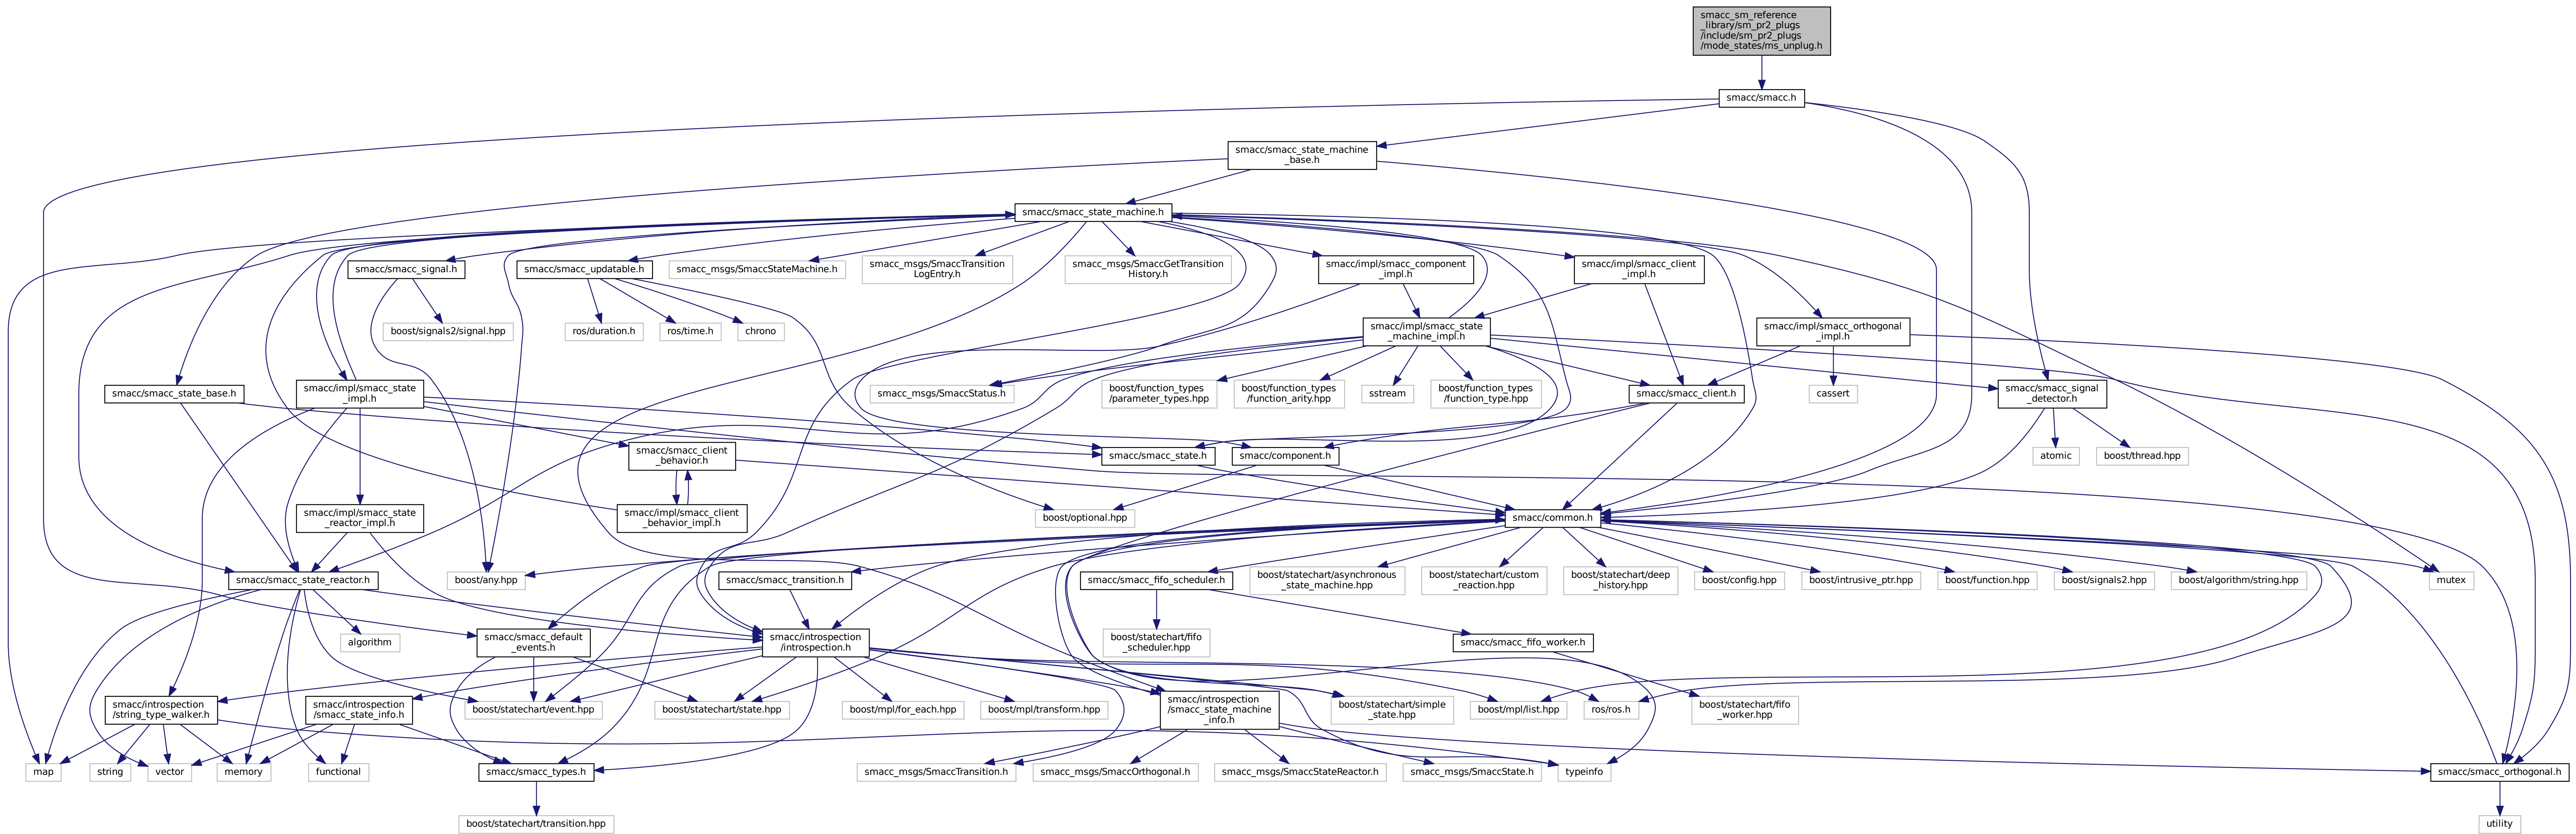 smacc_sm_reference
_library/sm_pr2_plugs
/include/sm_pr2_plugs
/mode_states/ms_unplug.h
smacc/smacc.h
smacc/smacc_state_machine
_base.h
smacc/smacc_state_machine.h
smacc/smacc_signal.h
smacc/smacc_updatable.h
smacc_msgs/SmaccStateMachine.h
smacc_msgs/SmaccTransition
LogEntry.h
smacc_msgs/SmaccGetTransition
History.h
smacc/impl/smacc_component
_impl.h
smacc/impl/smacc_client
_impl.h
boost/signals2/signal.hpp
ros/duration.h
ros/time.h
chrono
smacc/impl/smacc_state
_machine_impl.h
smacc/impl/smacc_orthogonal
_impl.h
smacc/smacc_state_base.h
smacc/impl/smacc_state
_impl.h
smacc_msgs/SmaccStatus.h
boost/function_types
/parameter_types.hpp
boost/function_types
/function_arity.hpp
sstream
boost/function_types
/function_type.hpp
smacc/smacc_client.h
cassert
smacc/smacc_signal
_detector.h
smacc/smacc_client
_behavior.h
smacc/smacc_state.h
smacc/component.h
atomic
boost/thread.hpp
smacc/impl/smacc_state
_reactor_impl.h
smacc/impl/smacc_client
_behavior_impl.h
boost/optional.hpp
smacc/common.h
smacc/smacc_state_reactor.h
boost/any.hpp
smacc/smacc_transition.h
smacc/smacc_fifo_scheduler.h
boost/statechart/asynchronous
_state_machine.hpp
boost/statechart/custom
_reaction.hpp
boost/statechart/deep
_history.hpp
boost/config.hpp
boost/intrusive_ptr.hpp
boost/function.hpp
boost/signals2.hpp
boost/algorithm/string.hpp
mutex
algorithm
smacc/smacc_default
_events.h
smacc/introspection
/introspection.h
boost/statechart/fifo
_scheduler.hpp
smacc/smacc_fifo_worker.h
smacc/introspection
/string_type_walker.h
smacc/introspection
/smacc_state_info.h
boost/statechart/event.hpp
boost/statechart/state.hpp
boost/mpl/for_each.hpp
boost/mpl/transform.hpp
smacc/introspection
/smacc_state_machine
_info.h
boost/statechart/simple
_state.hpp
boost/mpl/list.hpp
ros/ros.h
boost/statechart/fifo
_worker.hpp
map
string
vector
memory
functional
smacc/smacc_types.h
smacc_msgs/SmaccTransition.h
smacc_msgs/SmaccOrthogonal.h
smacc_msgs/SmaccStateReactor.h
smacc_msgs/SmaccState.h
typeinfo
smacc/smacc_orthogonal.h
boost/statechart/transition.hpp
utility